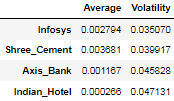 Average Volatility
Infosys 0.002794 0.035070
Shree_Cement 0.003681 0.039917
Axis_Bank 0.001167 0.045828
Indian_Hotel 0.000266 0.047131